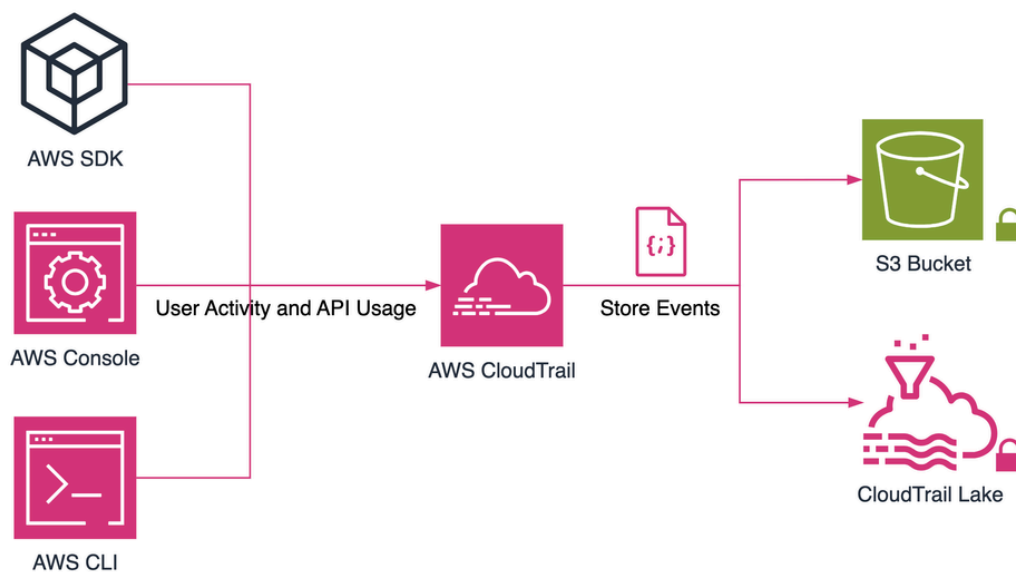 AWS SDK
AWS Console
User Activity and API Usage
AWS CLI
AWS CloudTrail
{;}
Store Events
S3 Bucket
CloudTrail Lake